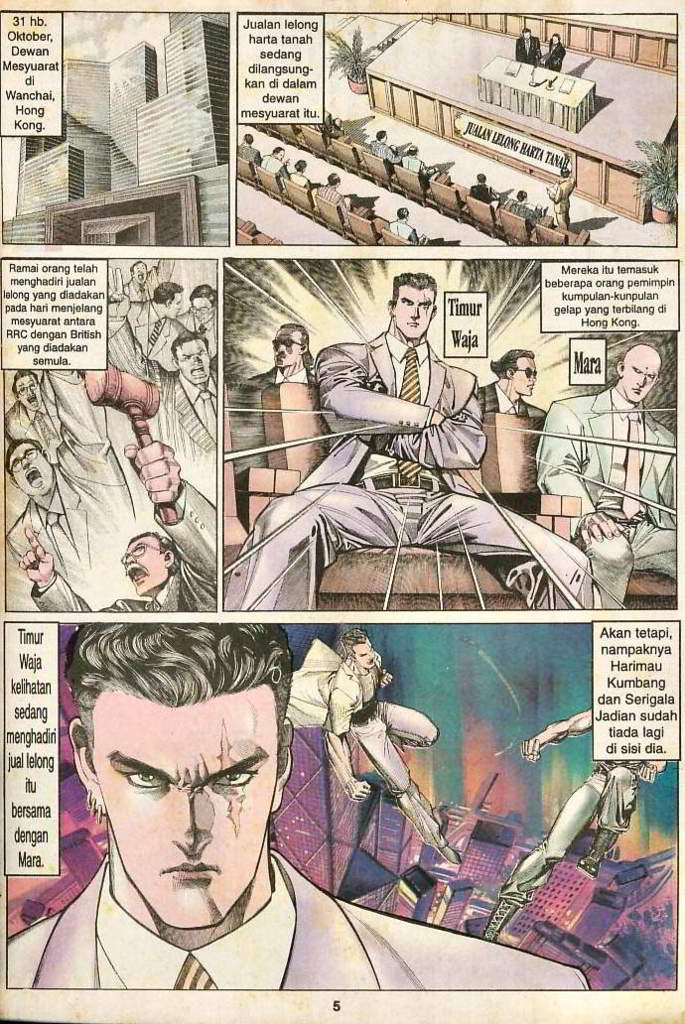 31 hb.
Oktober,
Dewan
Mesyuarat
di
Wanchai,
Hong
Kong.
Jualan lelong
harta tanah
sedang
dilangsung-
kan di dalam
dewan
mesyuarat itu.
JUALAN LELONG HARTA TANAH
Ramai orang telah
menghadiri jualan
lelong yang diadakan
pada hari menjelang
mesyuarat antara
RRC dengan British
yang diadakan
semula.
Timur
Waja
Mereka itu temasuk
beberapa orang pemimpin
kumpulan-kunpulan
gelap yang terbilang di
Hong Kong.
Mara
Timur
Waja
kelihatan
sedang
menghadiri
jual lelong
itu
bersama
dengan
Mara.
Akan tetapi,
nampaknya
Harimau
Kumbang
dan Serigala
Jadian sudah
tiada lagi
di sisi dia.
5